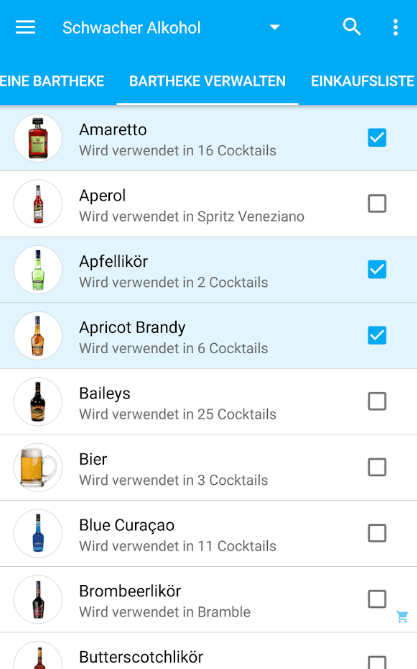 Schwacher Alkohol
EINE BARTHEKE
BARTHEKE VERWALTEN
EINKAUFSLISTE
Amaretto
Wird verwendet in 16 Cocktails
Aperol
Wird verwendet in Spritz Veneziano
Apfellikör
Wird verwendet in 2 Cocktails
Apricot Brandy
Wird verwendet in 6 Cocktails
Baileys
Wird verwendet in 25 Cocktails
Bier
Wird verwendet in 3 Cocktails
Blue Curaçao
Wird verwendet in 11 Cocktails
Brombeerlikör
Wird verwendet in Bramble
Butterscotchlikör